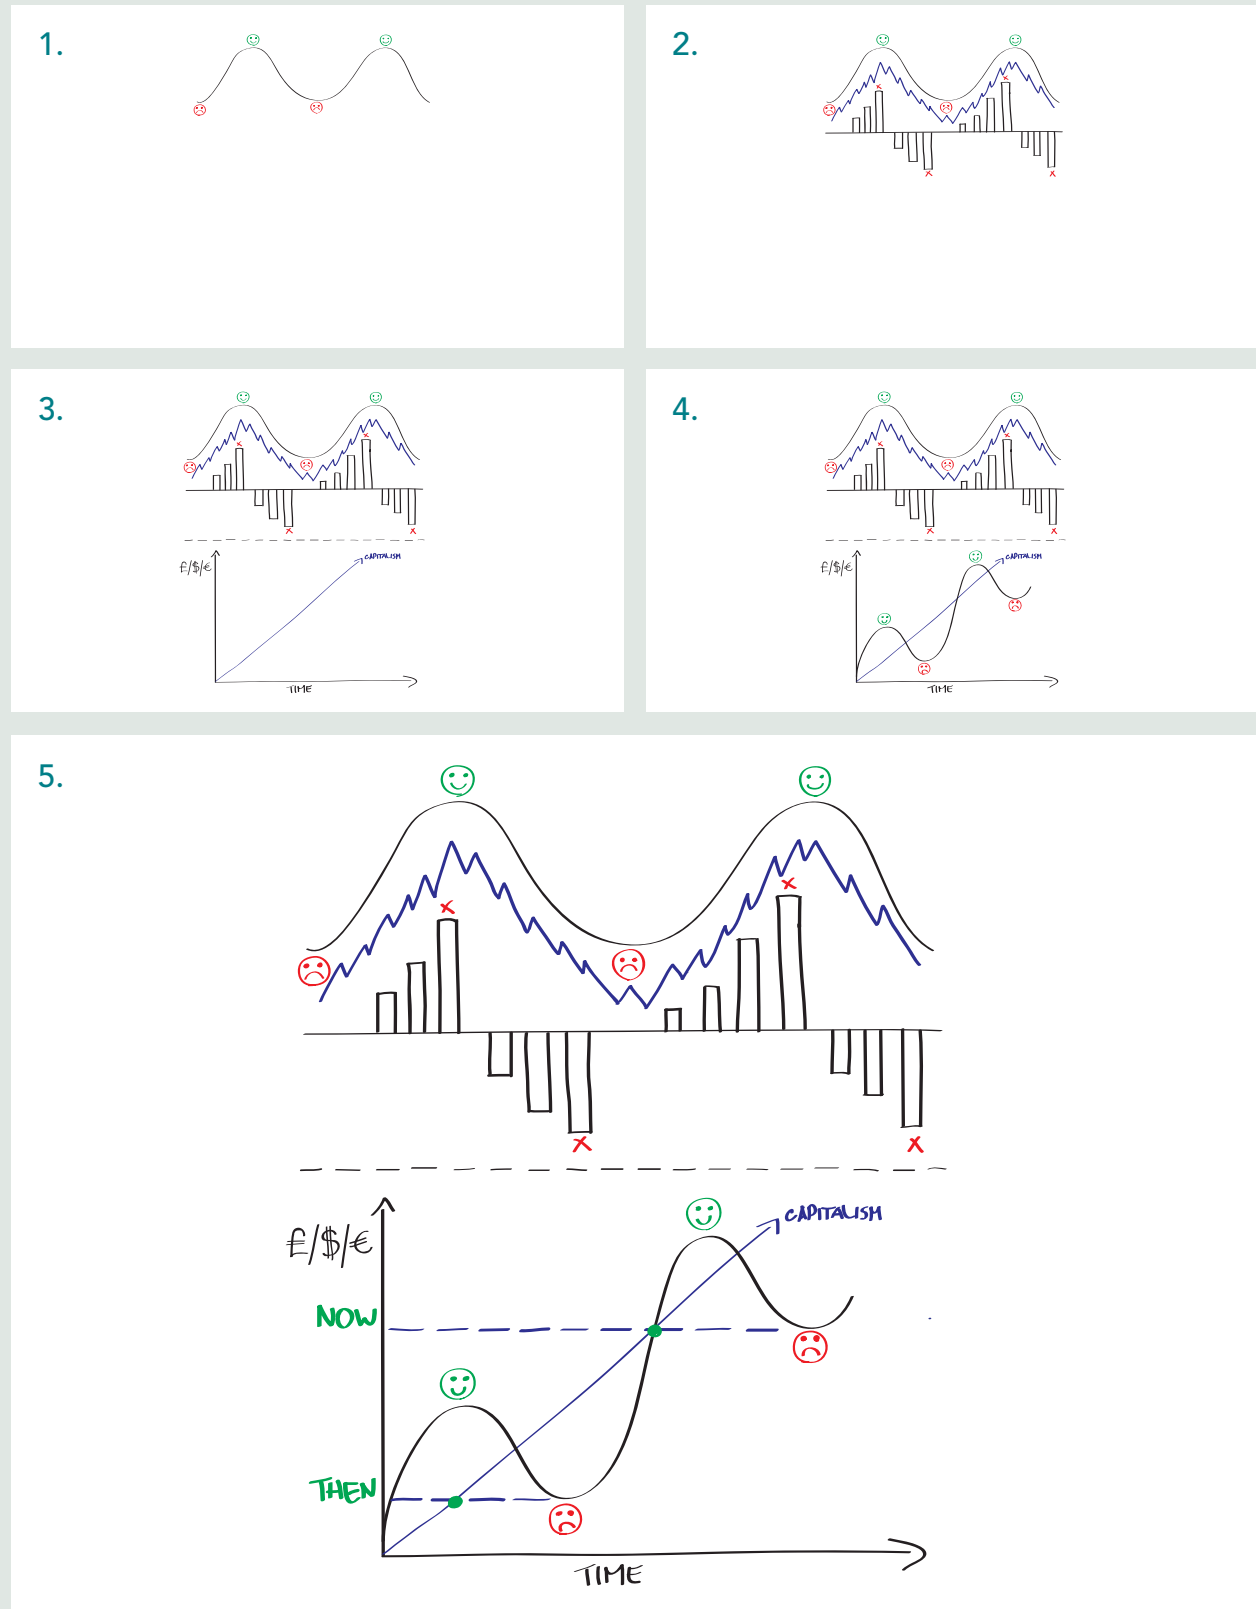 1.
2.
3.
£/$/€
CAPITALISM
TIME
4.
£/$/€
CAPITALISM
TIME
5.
£/$/€
CAPITALISM
NOW
THEN
TIME